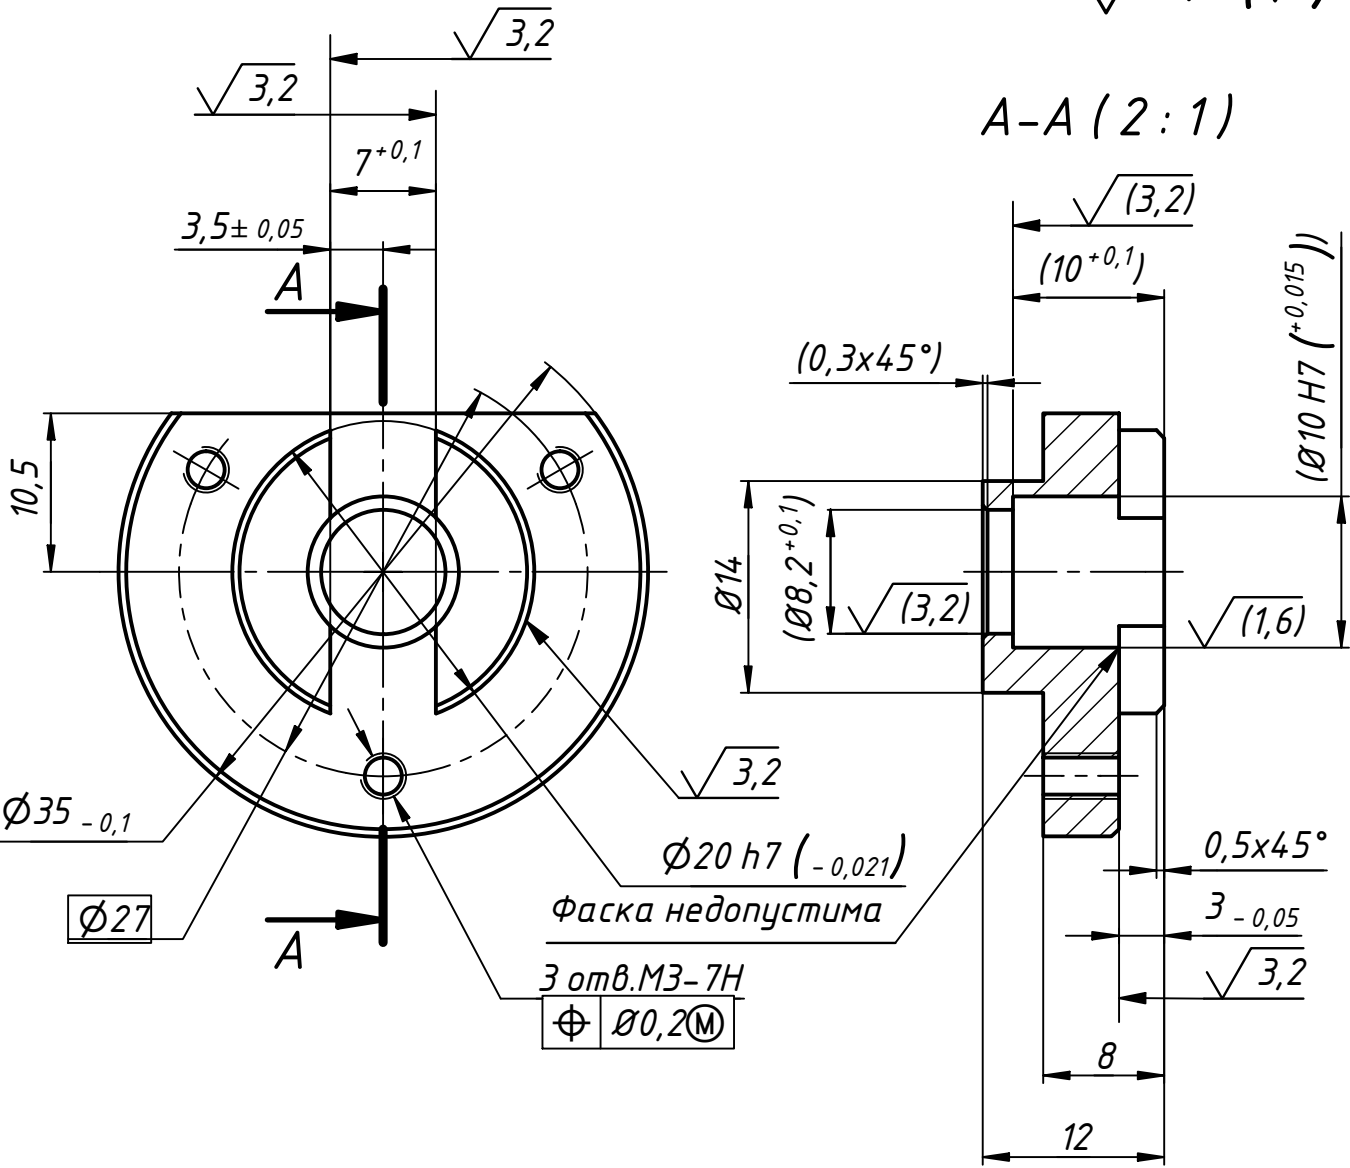 3,2
3,2
А-А (2:1)
7 +0,1
(3,2)
3,5± 0,05
(10 +0,1)
А
(Ø10 H7 (+0,015))
(0,3x45°)
10,5
Ø14
(Ø8,2 +0,1)
(3,2)
(1,6)
3,2
Ø35 -0,1
Ø20 h7 (-0,021)
0,5x45°
Ø27
Фаска недопустима
3 -0,05
А
3 отв.М3-7Н
3,2
Ø0,2Ⓜ
8
12